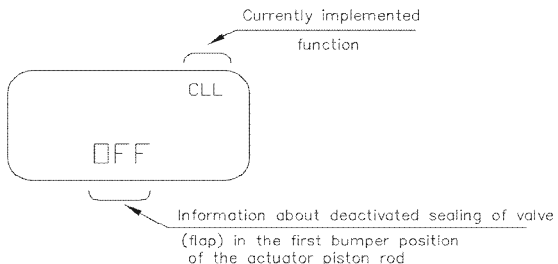 Currently implemented
function
CLL
OFF
Information about deactivated sealing of valve
(flap) in the first bumper position
of the actuator piston rod